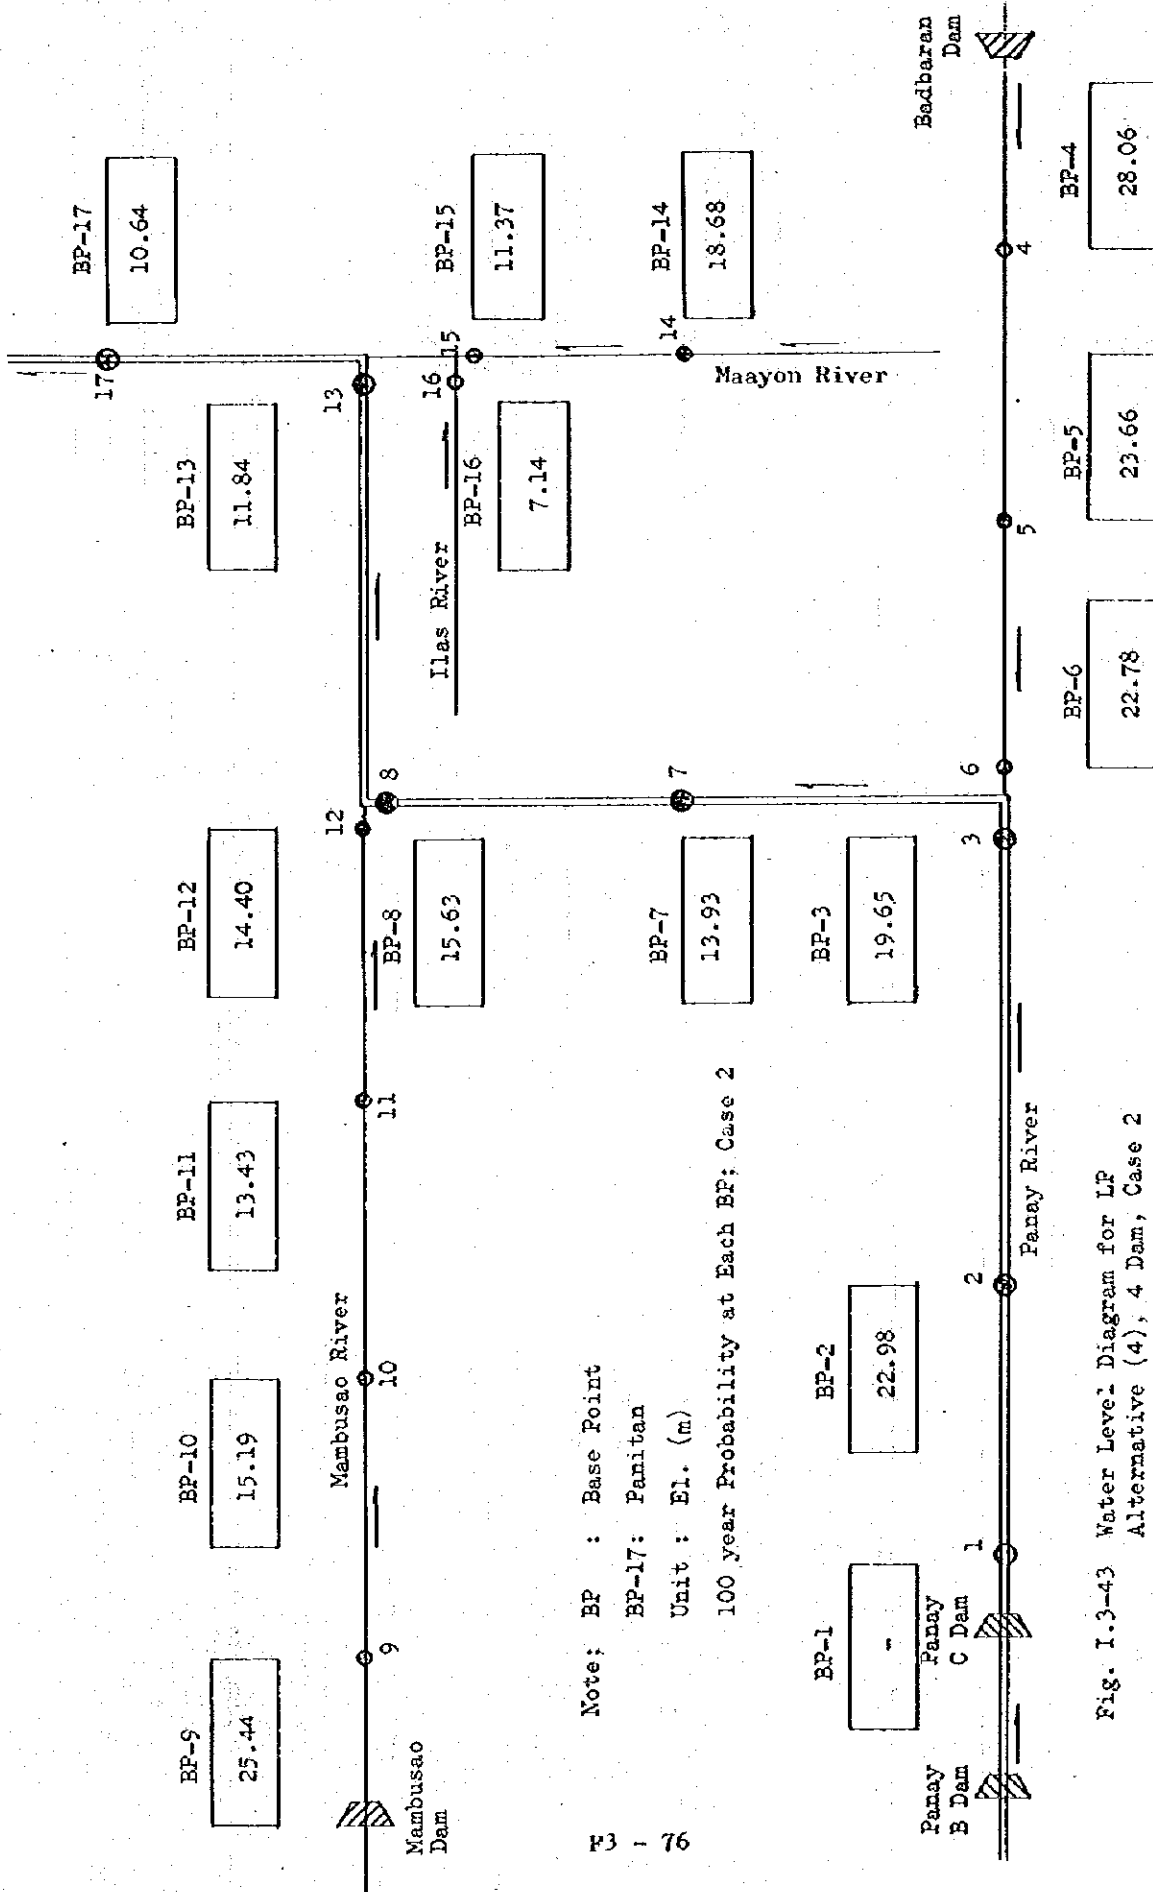 BP-9
25.44
BP-10
15.19
BP-11
13.43
BP-12
14.40
BP-13
11.84
BP-17
10.64
17
Mambusao
Dam
9
Mambusao River
10
11
12
13
BP-8
15.63
8
Ilas River
16
15
BP-16
7.14
BP-15
11.37
Note; BP : Base Point
BP-17: Panitan
Unit : El. (m)
100 year Probability at Each BP; Case 2
BP-7
13.93
7
14
BP-14
18.68
Maayon River
BP-1
-
BP-2
22.98
BP-3
19.65
Panay
B Dam
Panay
C Dam
1
2
3
6
Badbaran
Dam
Panay River
5
4
BP-6
22.78
BP-5
23.66
BP-4
28.06
Fig. I.3-43 Water Level Diagram for LP
Alternative (4), 4 Dam, Case 2
- 76